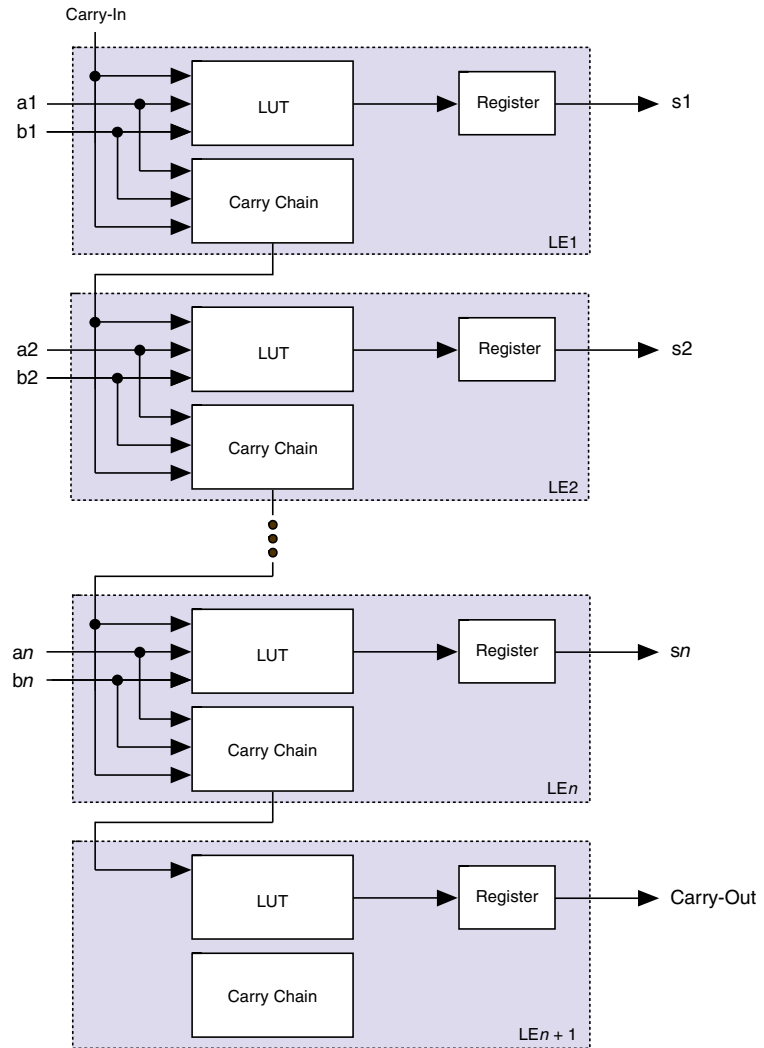 Carry-In
a1
b1
LUT
Register
s1
Carry Chain
LE1
a2
b2
LUT
Register
s2
Carry Chain
LE2
an
bn
LUT
Register
sn
Carry Chain
LEn
LUT
Register
Carry-Out
Carry Chain
LEn + 1